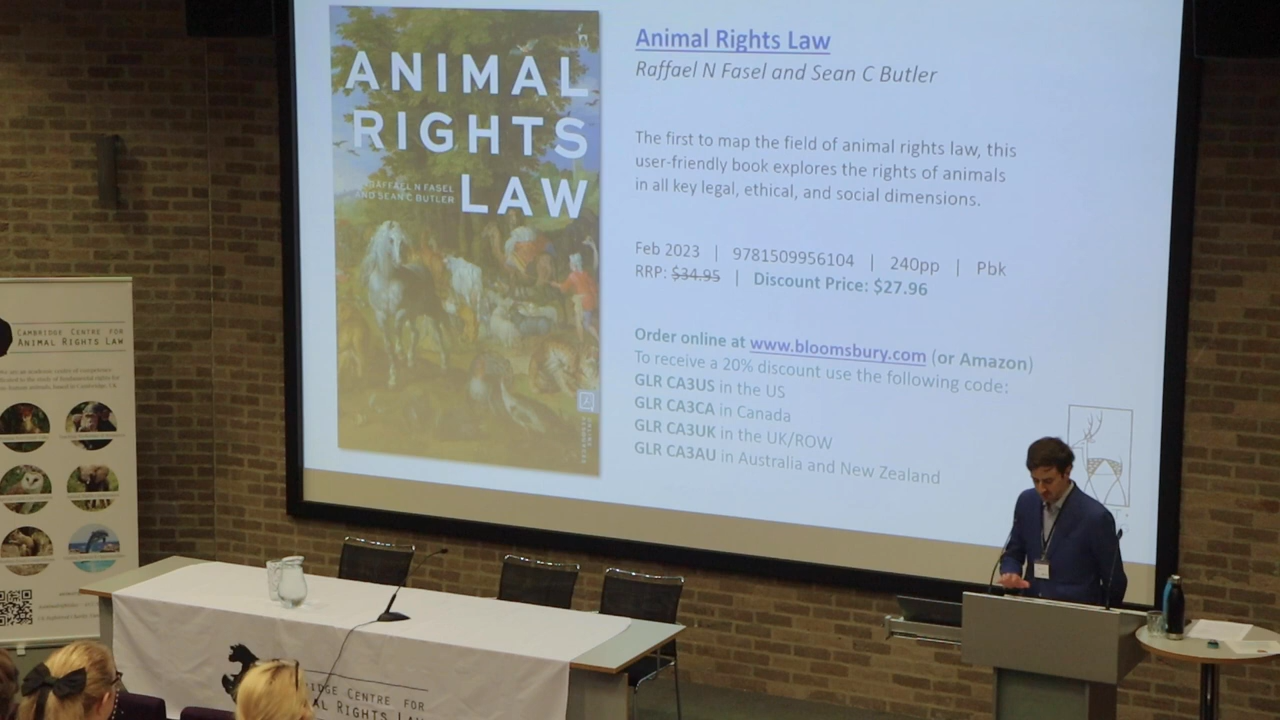 ANIMAL
RIGHTS
LAW
RAFFAEL N FASEL
AND SEAN C BUTLER
Animal Rights Law
Raffael N Fasel and Sean C Butler
The first to map the field of animal rights law, this
user-friendly book explores the rights of animals
in all key legal, ethical, and social dimensions.
Feb 2023 | 9781509956104 | 240pp | Pbk
RRP: $34.95 | Discount Price: $27.96
Order online at www.bloomsbury.com (or Amazon)
To receive a 20% discount use the following code:
GLR CA3US in the US
GLR CA3CA in Canada
GLR CA3UK in the UK/ROW
GLR CA3AU in Australia and New Zealand
CAMBRIDGE CENTRE FOR
ANIMAL RIGHTS LAW
CENTRE FOR
RIGHTS